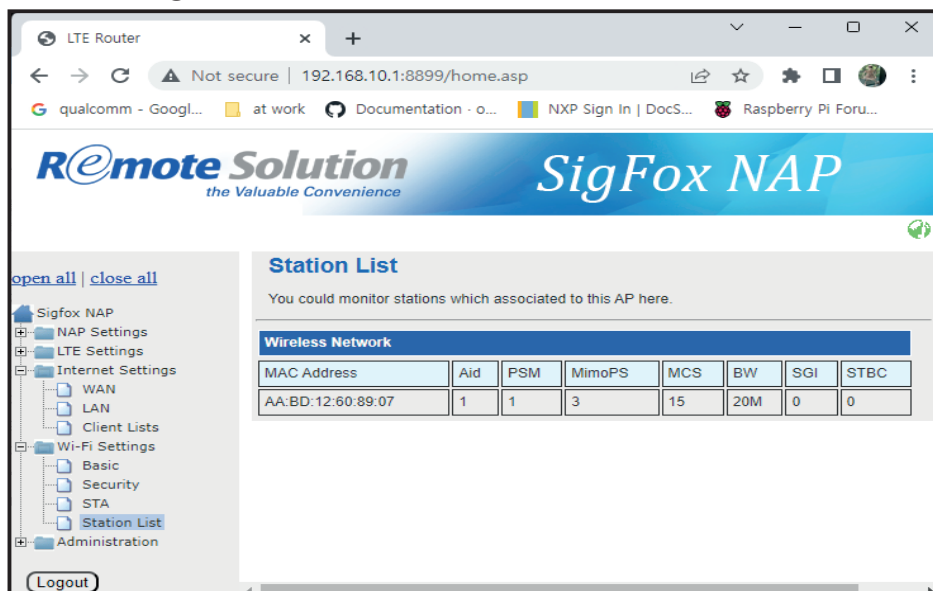 LTE Router
Not secure | 192.168.10.1:8899/home.asp
qualcomm - Googl... at work Documentation · o... NXP Sign In | DocS... Raspberry Pi Foru...
Remote Solution
the Valuable Convenience
SigFox NAP
open all | close all
Sigfox NAP
NAP Settings
LTE Settings
Internet Settings
WAN
LAN
Client Lists
Wi-Fi Settings
Basic
Security
STA
Station List
Administration
Logout
Station List
You could monitor stations which associated to this AP here.
Wireless Network
MAC Address Aid PSM MimoPS MCS BW SGI STBC
AA:BD:12:60:89:07 1 1 3 15 20M 0 0